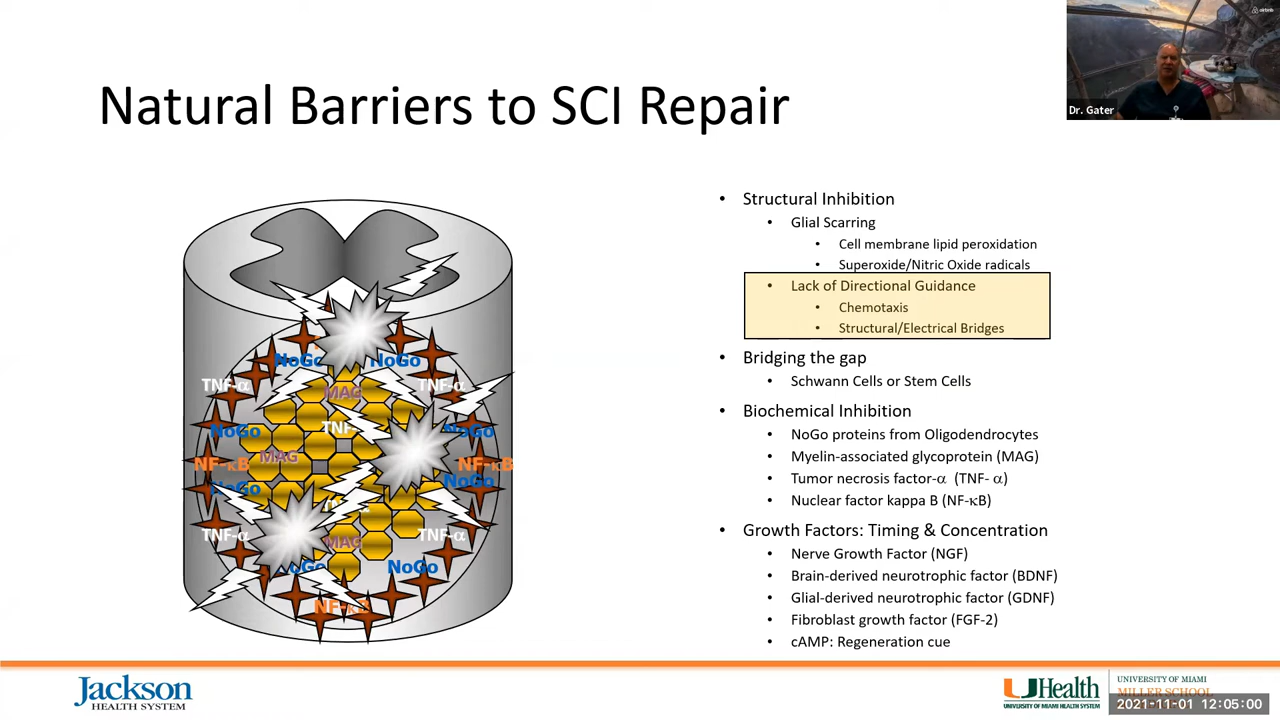 airbnb
Dr. Gater
Natural Barriers to SCI Repair
• Structural Inhibition
• Glial Scarring
• Cell membrane lipid peroxidation
• Superoxide/Nitric Oxide radicals
• Lack of Directional Guidance
• Chemotaxis
• Structural/Electrical Bridges
• Bridging the gap
• Schwann Cells or Stem Cells
• Biochemical Inhibition
• NoGo proteins from Oligodendrocytes
• Myelin-associated glycoprotein (MAG)
• Tumor necrosis factor-α (TNF- α)
• Nuclear factor kappa B (NF-κB)
• Growth Factors: Timing & Concentration
• Nerve Growth Factor (NGF)
• Brain-derived neurotrophic factor (BDNF)
• Glial-derived neurotrophic factor (GDNF)
• Fibroblast growth factor (FGF-2)
• cAMP: Regeneration cue
NoGo NoGo
TNF-α MAG TNF-α
NoGo TNF- NoGo
NF-κB MAG NF-κB
NoGo NoGo
TNF-α MAG TNF-α
NoGo NoGo
NF-κB
Jackson
HEALTH SYSTEM
UHealth
UNIVERSITY OF MIAMI HEALTH SYSTEM
UNIVERSITY OF MIAMI
MILLER SCHOOL
2021-11-01 12:05:00